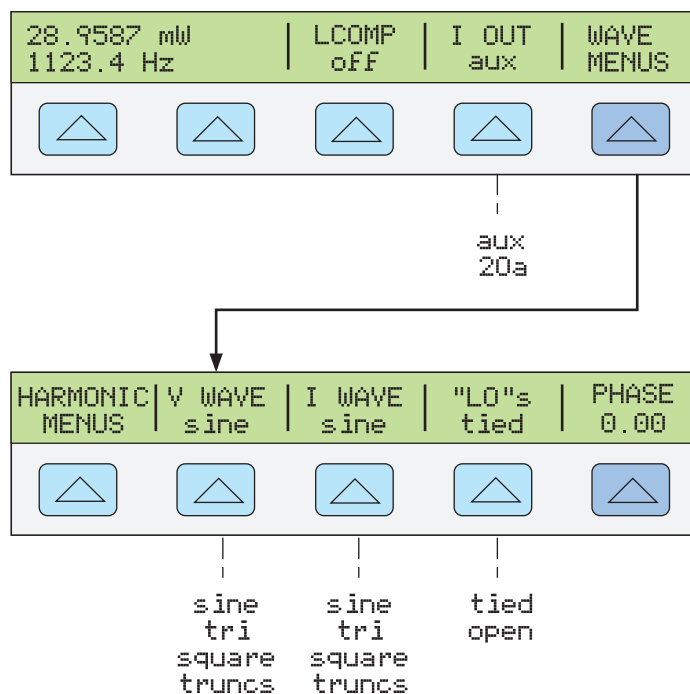 28.9587 mW
1123.4 Hz
LCOMP
off
I OUT
aux
WAVE
MENUS
aux
20a
HARMONIC
MENUS
V WAVE
sine
I WAVE
sine
"LO"s
tied
PHASE
0.00
sine
tri
square
truncs
sine
tri
square
truncs
tied
open